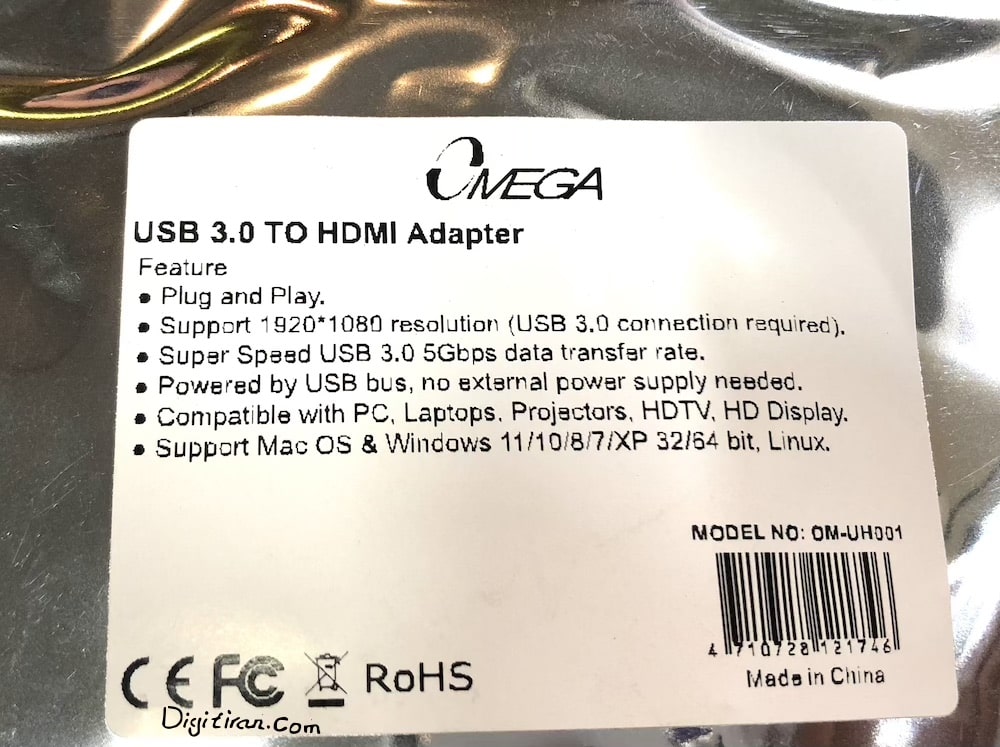 OMEGA
USB 3.0 TO HDMI Adapter
Feature
• Plug and Play.
• Support 1920*1080 resolution (USB 3.0 connection required).
• Super Speed USB 3.0 5Gbps data transfer rate.
• Powered by USB bus, no external power supply needed.
• Compatible with PC, Laptops, Projectors, HDTV, HD Display.
• Support Mac OS & Windows 11/10/8/7/XP 32/64 bit, Linux.
MODEL NO: OM-UH001
4 710728 121746
Made in China
CE FC RoHS
Digitiran.Com